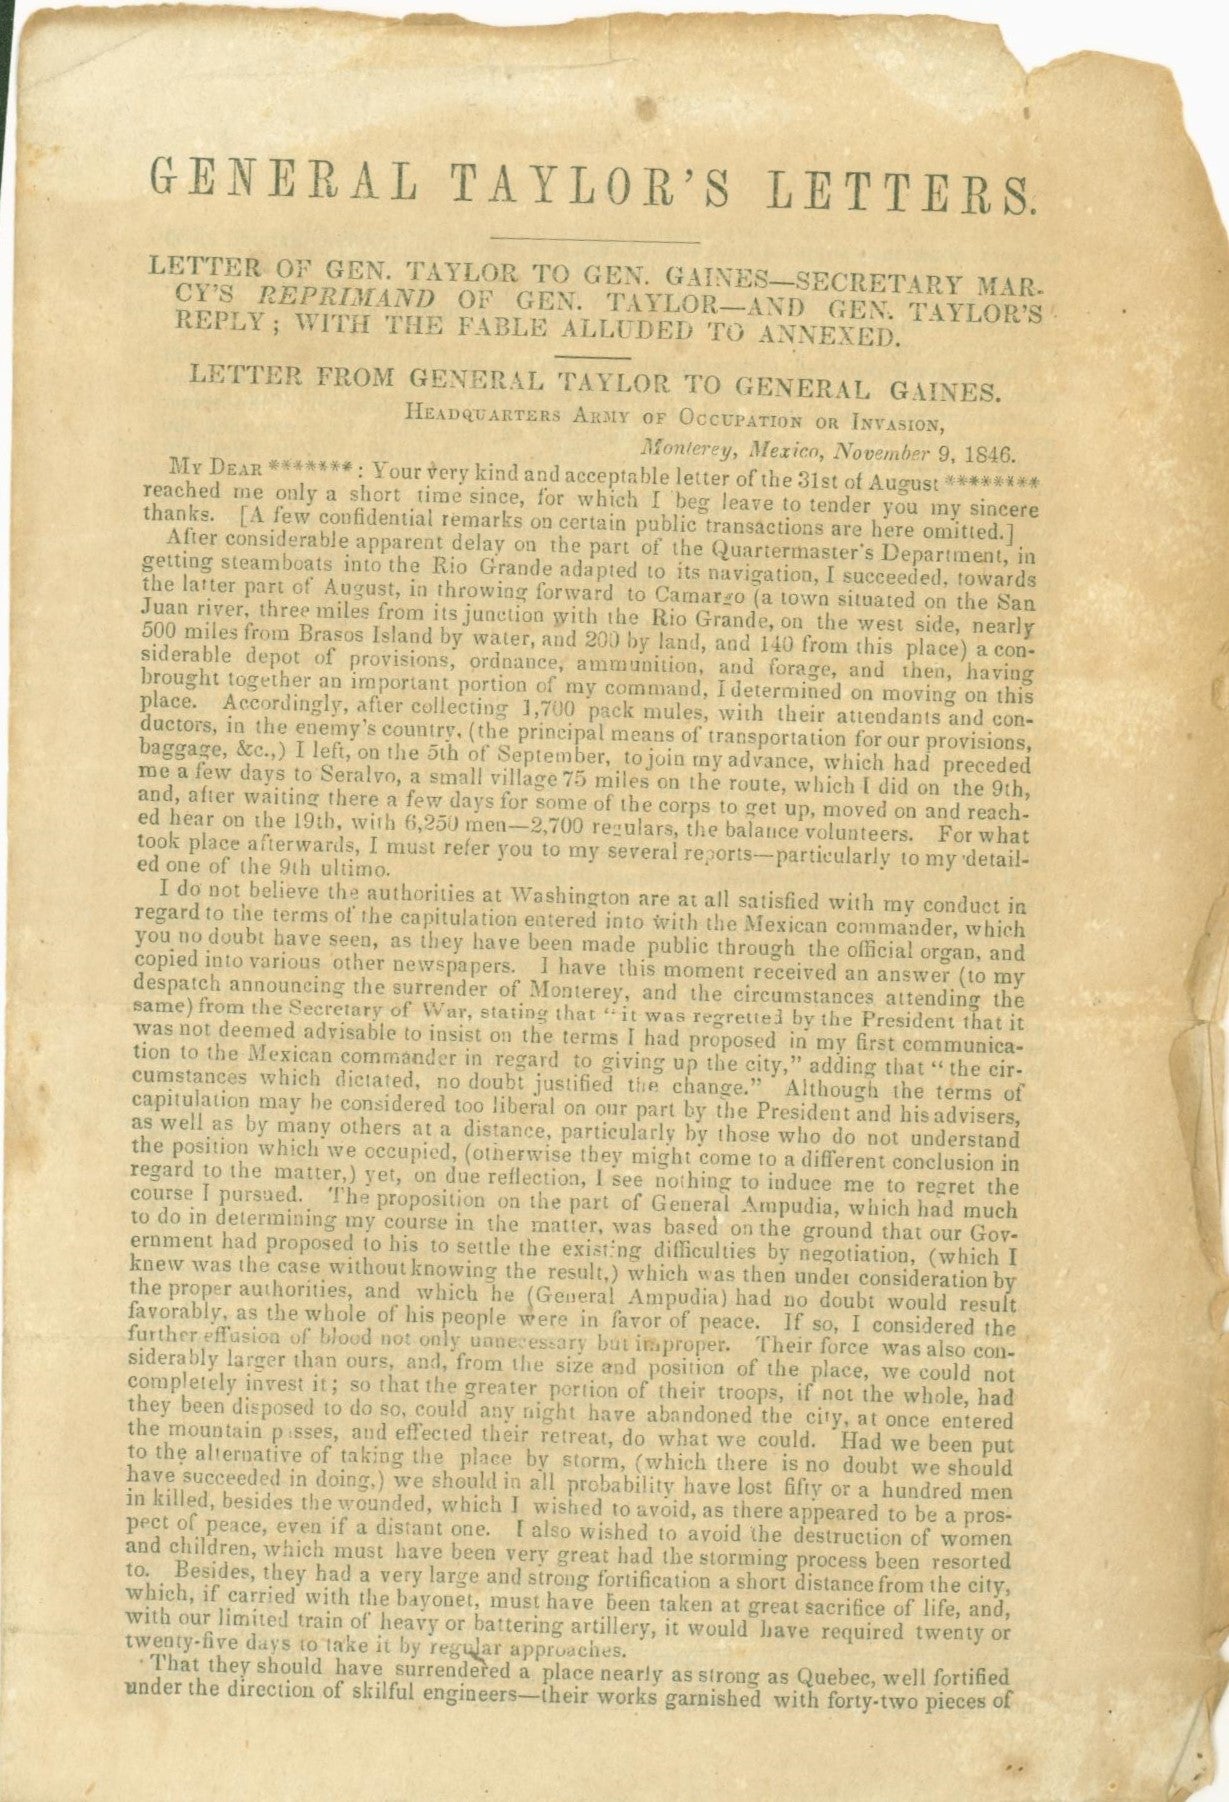 GENERAL TAYLOR'S LETTERS.
LETTER OF GEN. TAYLOR TO GEN. GAINES—SECRETARY MAR-
CY'S REPRIMAND OF GEN. TAYLOR—AND GEN. TAYLOR'S
REPLY; WITH THE FABLE ALLUDED TO ANNEXED.
LETTER FROM GENERAL TAYLOR TO GENERAL GAINES.
HEADQUARTERS ARMY OF OCCUPATION OR INVASION,
Monterey, Mexico, November 9, 1846.
MY DEAR *******: Your very kind and acceptable letter of the 31st of August ********
reached me only a short time since, for which I beg leave to tender you my sincere
thanks. [A few confidential remarks on certain public transactions are here omitted.]
After considerable apparent delay on the part of the Quartermaster's Department, in
getting steamboats into the Rio Grande adapted to its navigation, I succeeded, towards
the latter part of August, in throwing forward to Camargo (a town situated on the San
Juan river, three miles from its junction with the Rio Grande, on the west side, nearly
500 miles from Brasos Island by water, and 200 by land, and 140 from this place) a con-
siderable depot of provisions, ordnance, ammunition, and forage, and then, having
brought together an important portion of my command, I determined on moving on this
place. Accordingly, after collecting 1,700 pack mules, with their attendants and con-
ductors, in the enemy's country, (the principal means of transportation for our provisions,
baggage, &c.,) I left, on the 5th of September, to join my advance, which had preceded
me a few days to Seralvo, a small village 75 miles on the route, which I did on the 9th,
and, after waiting there a few days for some of the corps to get up, moved on and reach-
ed hear on the 19th, with 6,250 men—2,700 regulars, the balance volunteers. For what
took place afterwards, I must refer you to my several reports—particularly to my detail-
ed one of the 9th ultimo.
I do not believe the authorities at Washington are at all satisfied with my conduct in
regard to the terms of the capitulation entered into with the Mexican commander, which
you no doubt have seen, as they have been made public through the official organ, and
copied into various other newspapers. I have this moment received an answer (to my
despatch announcing the surrender of Monterey, and the circumstances attending the
same) from the Secretary of War, stating that "it was regretted by the President that it
was not deemed advisable to insist on the terms I had proposed in my first communica-
tion to the Mexican commander in regard to giving up the city," adding that "the cir-
cumstances which dictated, no doubt justified the change." Although the terms of
capitulation may be considered too liberal on our part by the President and his advisers,
as well as by many others at a distance, particularly by those who do not understand
the position which we occupied, (otherwise they might come to a different conclusion in
regard to the matter,) yet, on due reflection, I see nothing to induce me to regret the
course I pursued. The proposition on the part of General Ampudia, which had much
to do in determining my course in the matter, was based on the ground that our Gov-
ernment had proposed to his to settle the existing difficulties by negotiation, (which I
knew was the case without knowing the result,) which was then under consideration by
the proper authorities, and which he (General Ampudia) had no doubt would result
favorably, as the whole of his people were in favor of peace. If so, I considered the
further effusion of blood not only unnecessary but improper. Their force was also con-
siderably larger than ours, and, from the size and position of the place, we could not
completely invest it; so that the greater portion of their troops, if not the whole, had
they been disposed to do so, could any night have abandoned the city, at once entered
the mountain passes, and effected their retreat, do what we could. Had we been put
to the alternative of taking the place by storm, (which there is no doubt we should
have succeeded in doing,) we should in all probability have lost fifty or a hundred men
in killed, besides the wounded, which I wished to avoid, as there appeared to be a pros-
pect of peace, even if a distant one. I also wished to avoid the destruction of women
and children, which must have been very great had the storming process been resorted
to. Besides, they had a very large and strong fortification a short distance from the city,
which, if carried with the bayonet, must have been taken at great sacrifice of life, and,
with our limited train of heavy or battering artillery, it would have required twenty or
twenty-five days to take it by regular approaches.
That they should have surrendered a place nearly as strong as Quebec, well fortified
under the direction of skilful engineers—their works garnished with forty-two pieces of